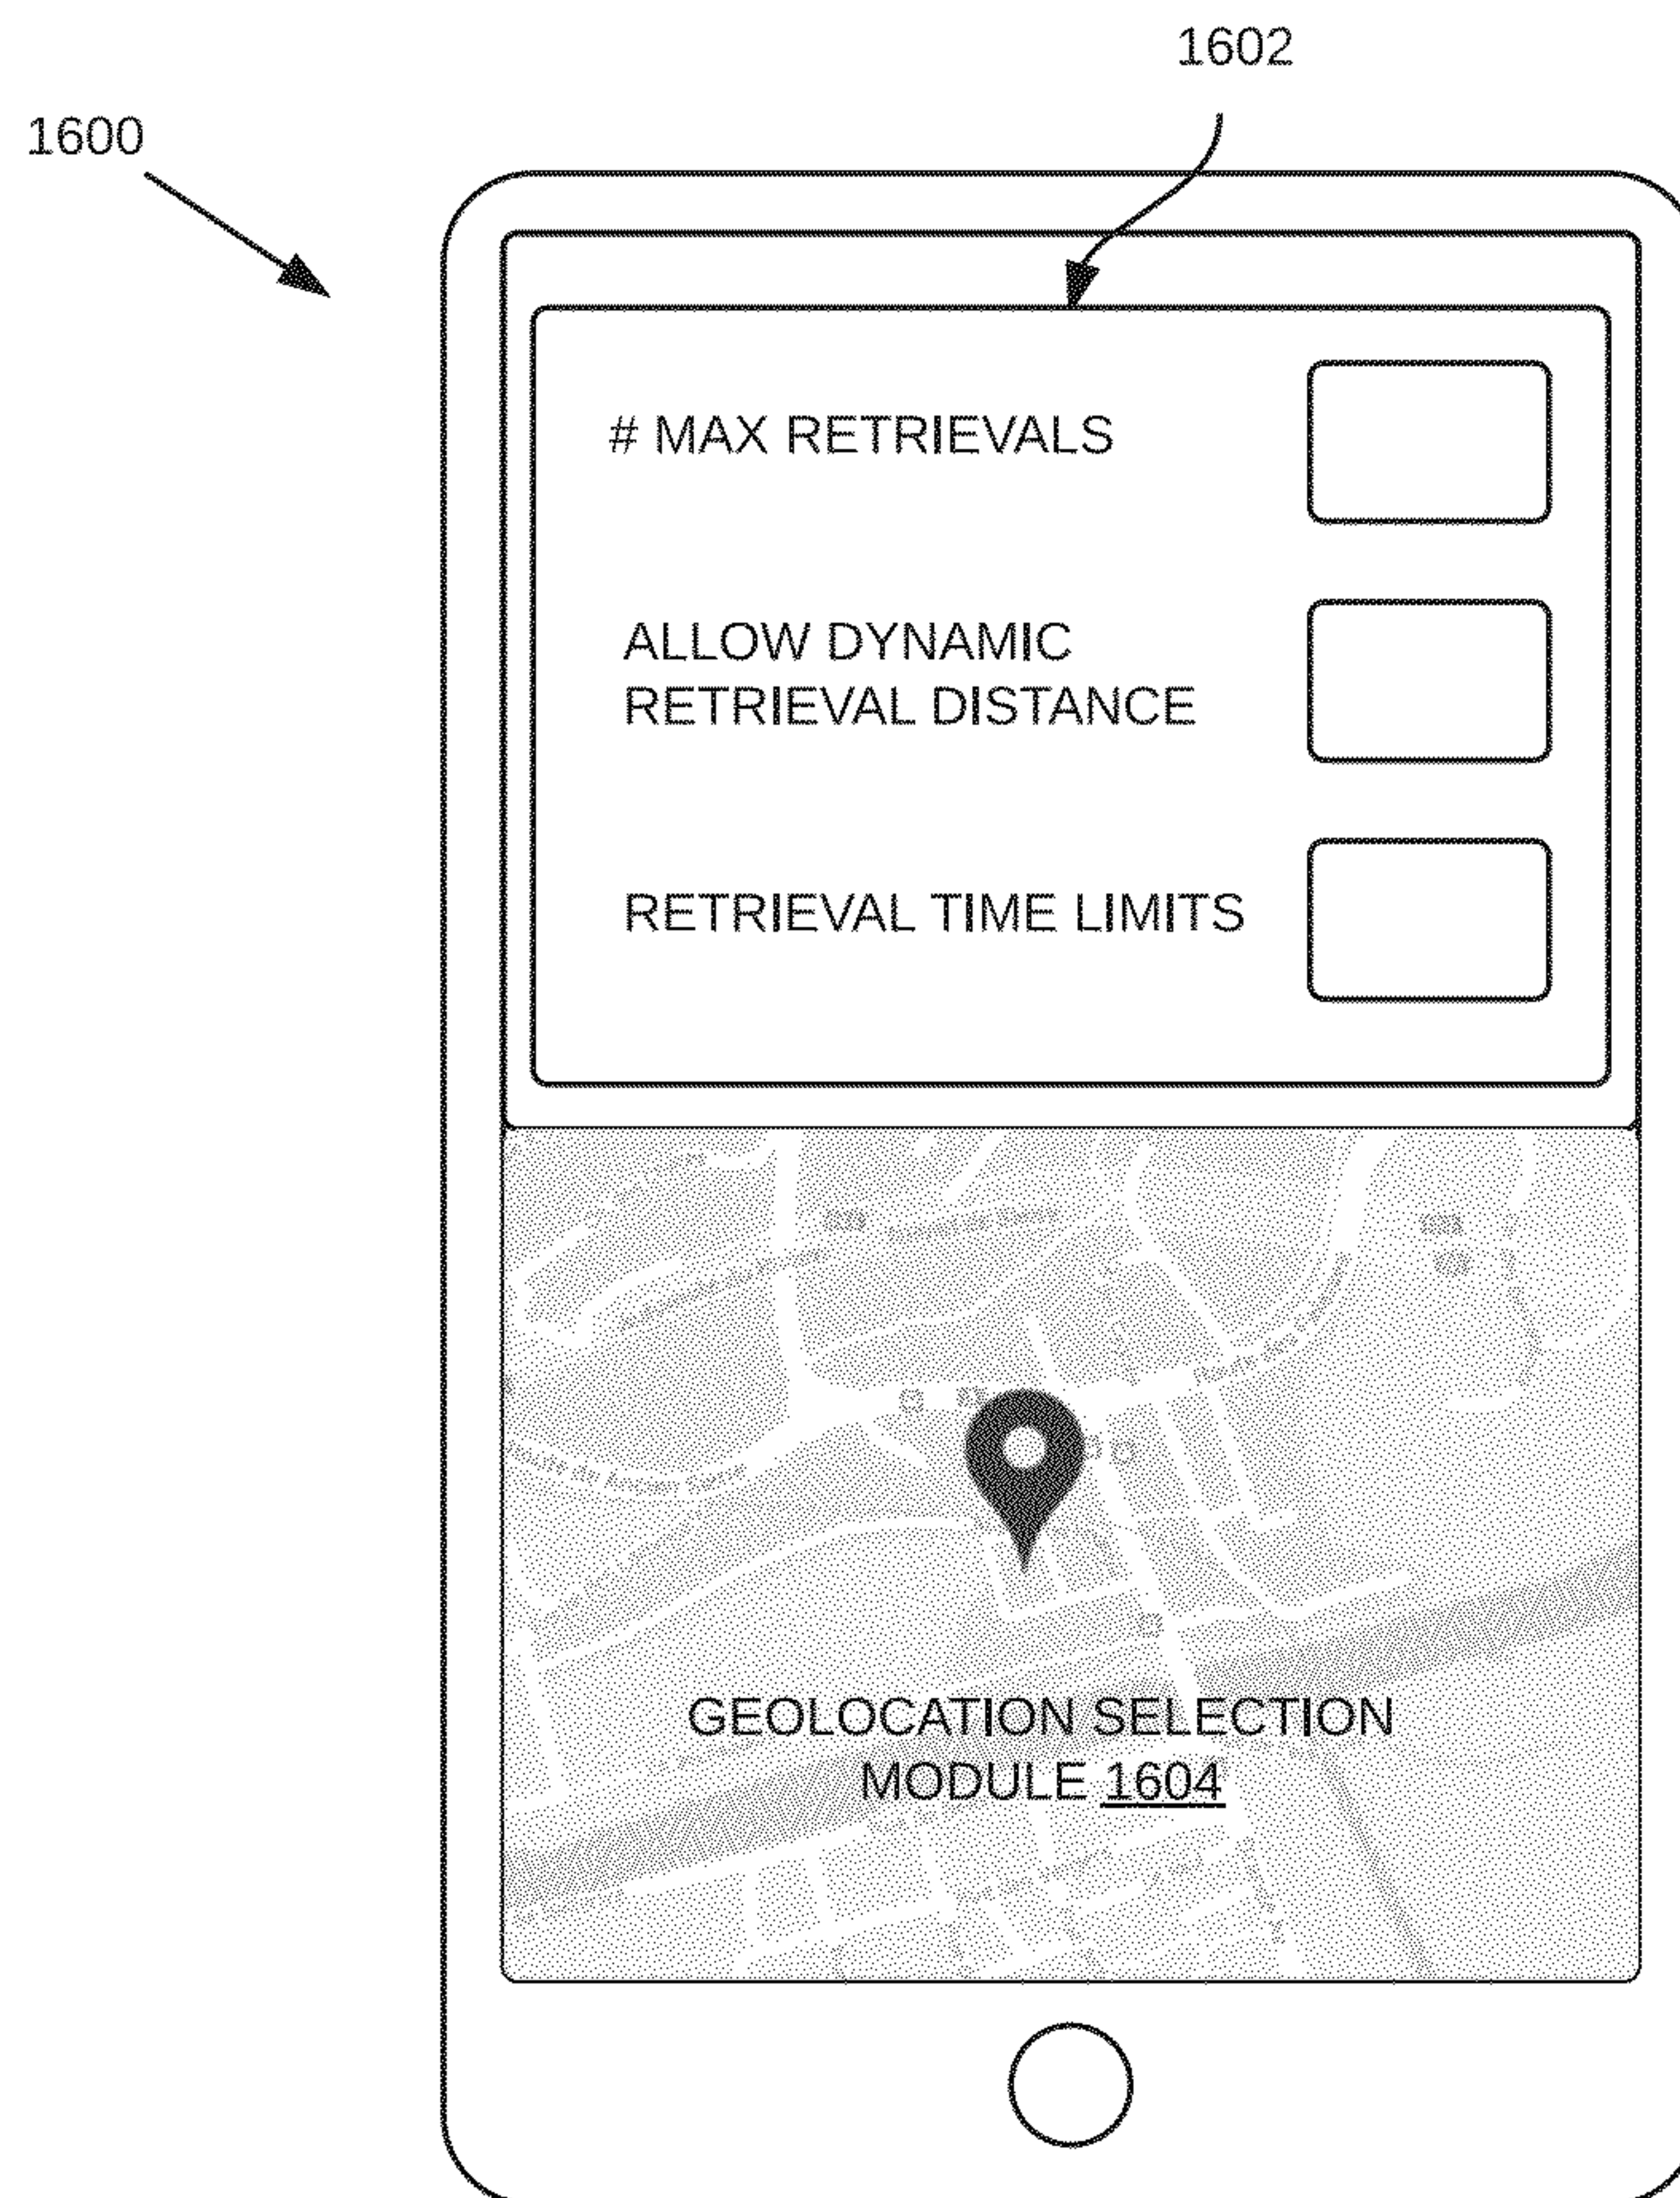 1602
1600
# MAX RETRIEVALS
ALLOW DYNAMIC
RETRIEVAL DISTANCE
RETRIEVAL TIME LIMITS
GEOLOCATION SELECTION
MODULE 1604